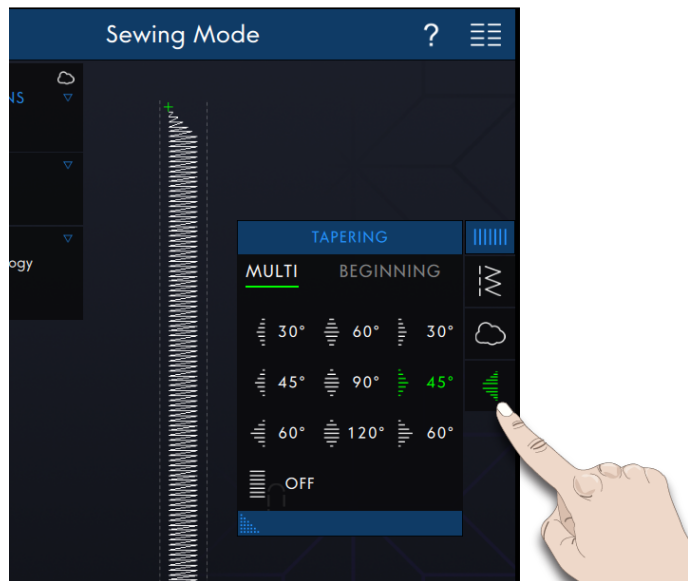 Sewing Mode ?
NS
ogy
TAPERING
MULTI BEGINNING
30° 60° 30°
45° 90° 45°
60° 120° 60°
OFF